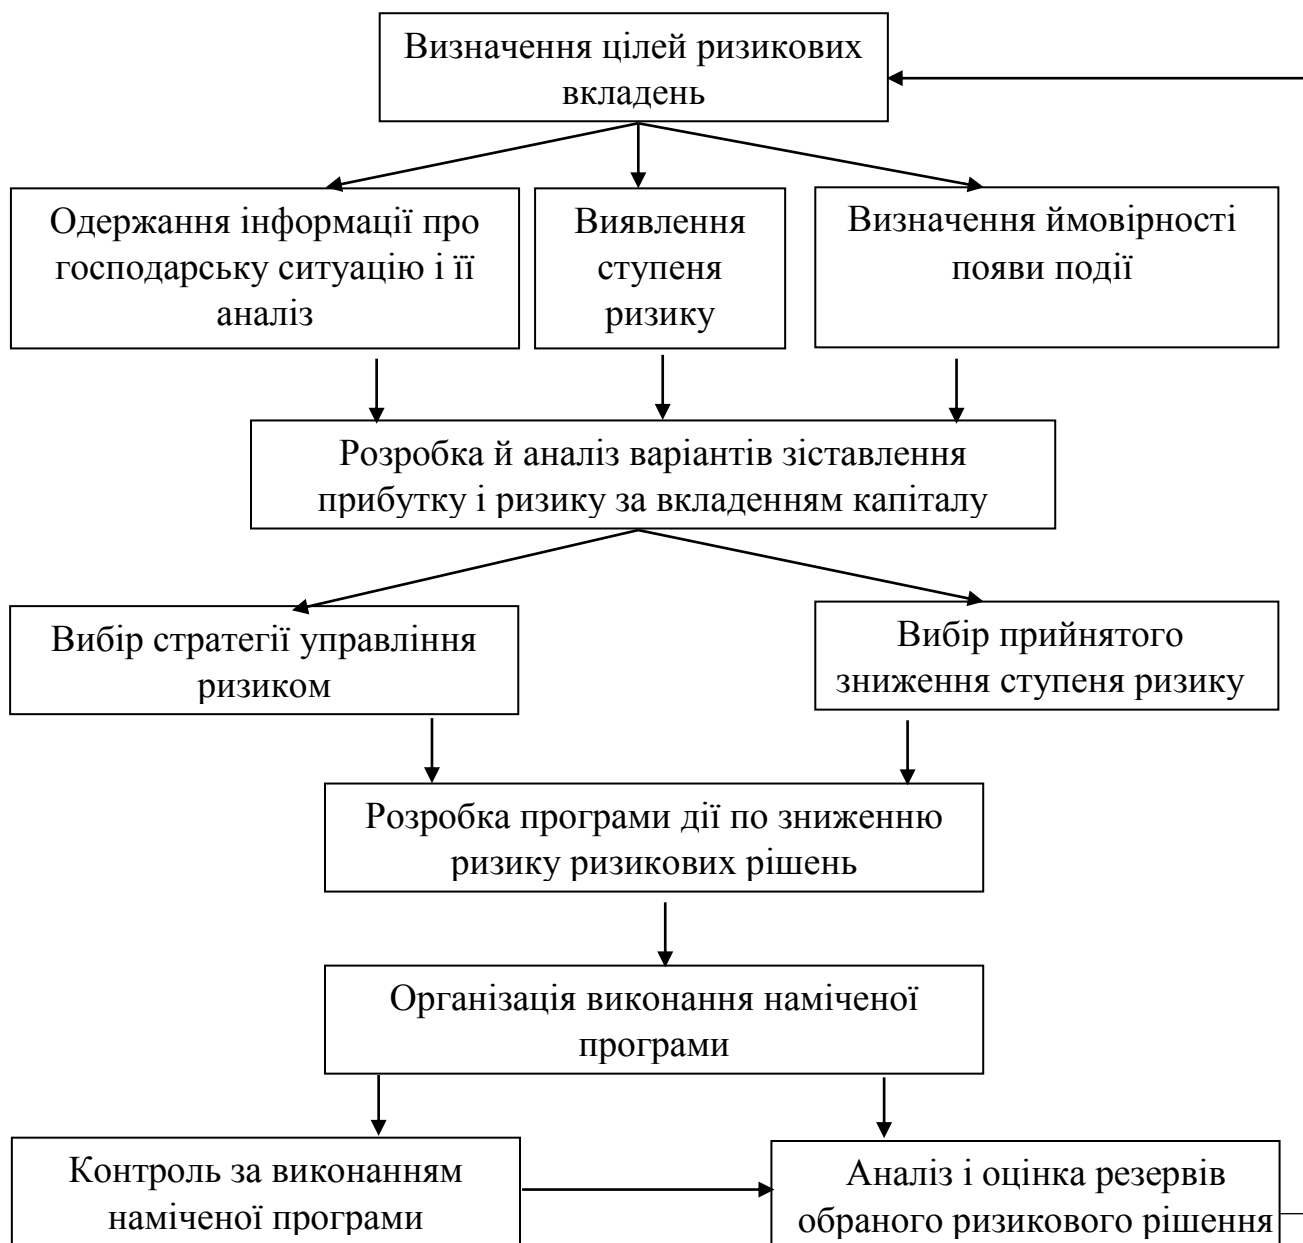 Визначення цілей ризикових
вкладень
Одержання інформації про
господарську ситуацію і її
аналіз
Виявлення
ступеня
ризику
Визначення ймовірності
появи події
Розробка й аналіз варіантів зіставлення
прибутку і ризику за вкладенням капіталу
Вибір стратегії управління
ризиком
Вибір прийнятого
зниження ступеня ризику
Розробка програми дії по зниженню
ризику ризикових рішень
Організація виконання наміченої
програми
Контроль за виконанням
наміченої програми
Аналіз і оцінка резервів
обраного ризикового рішення